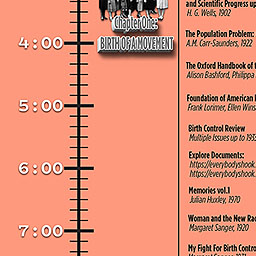 Chapter One:
BIRTH OF A MOVEMENT
4:00
5:00
6:00
7:00
and Scientific Progress up
H. G. Wells, 1902
The Population Problem:
A.M. Carr-Saunders, 1922
The Oxford Handbook of t
Alison Bashford, Philippa
Foundation of American
Frank Lorimer, Ellen Wins
Birth Control Review
Multiple Issues up to 193
Explore Documents:
https://everybodyshook.
https://everybodyshook.
Memories vol.1
Julian Huxley, 1970
Woman and the New Rac
Margaret Sanger, 1920
My Fight For Birth Contro